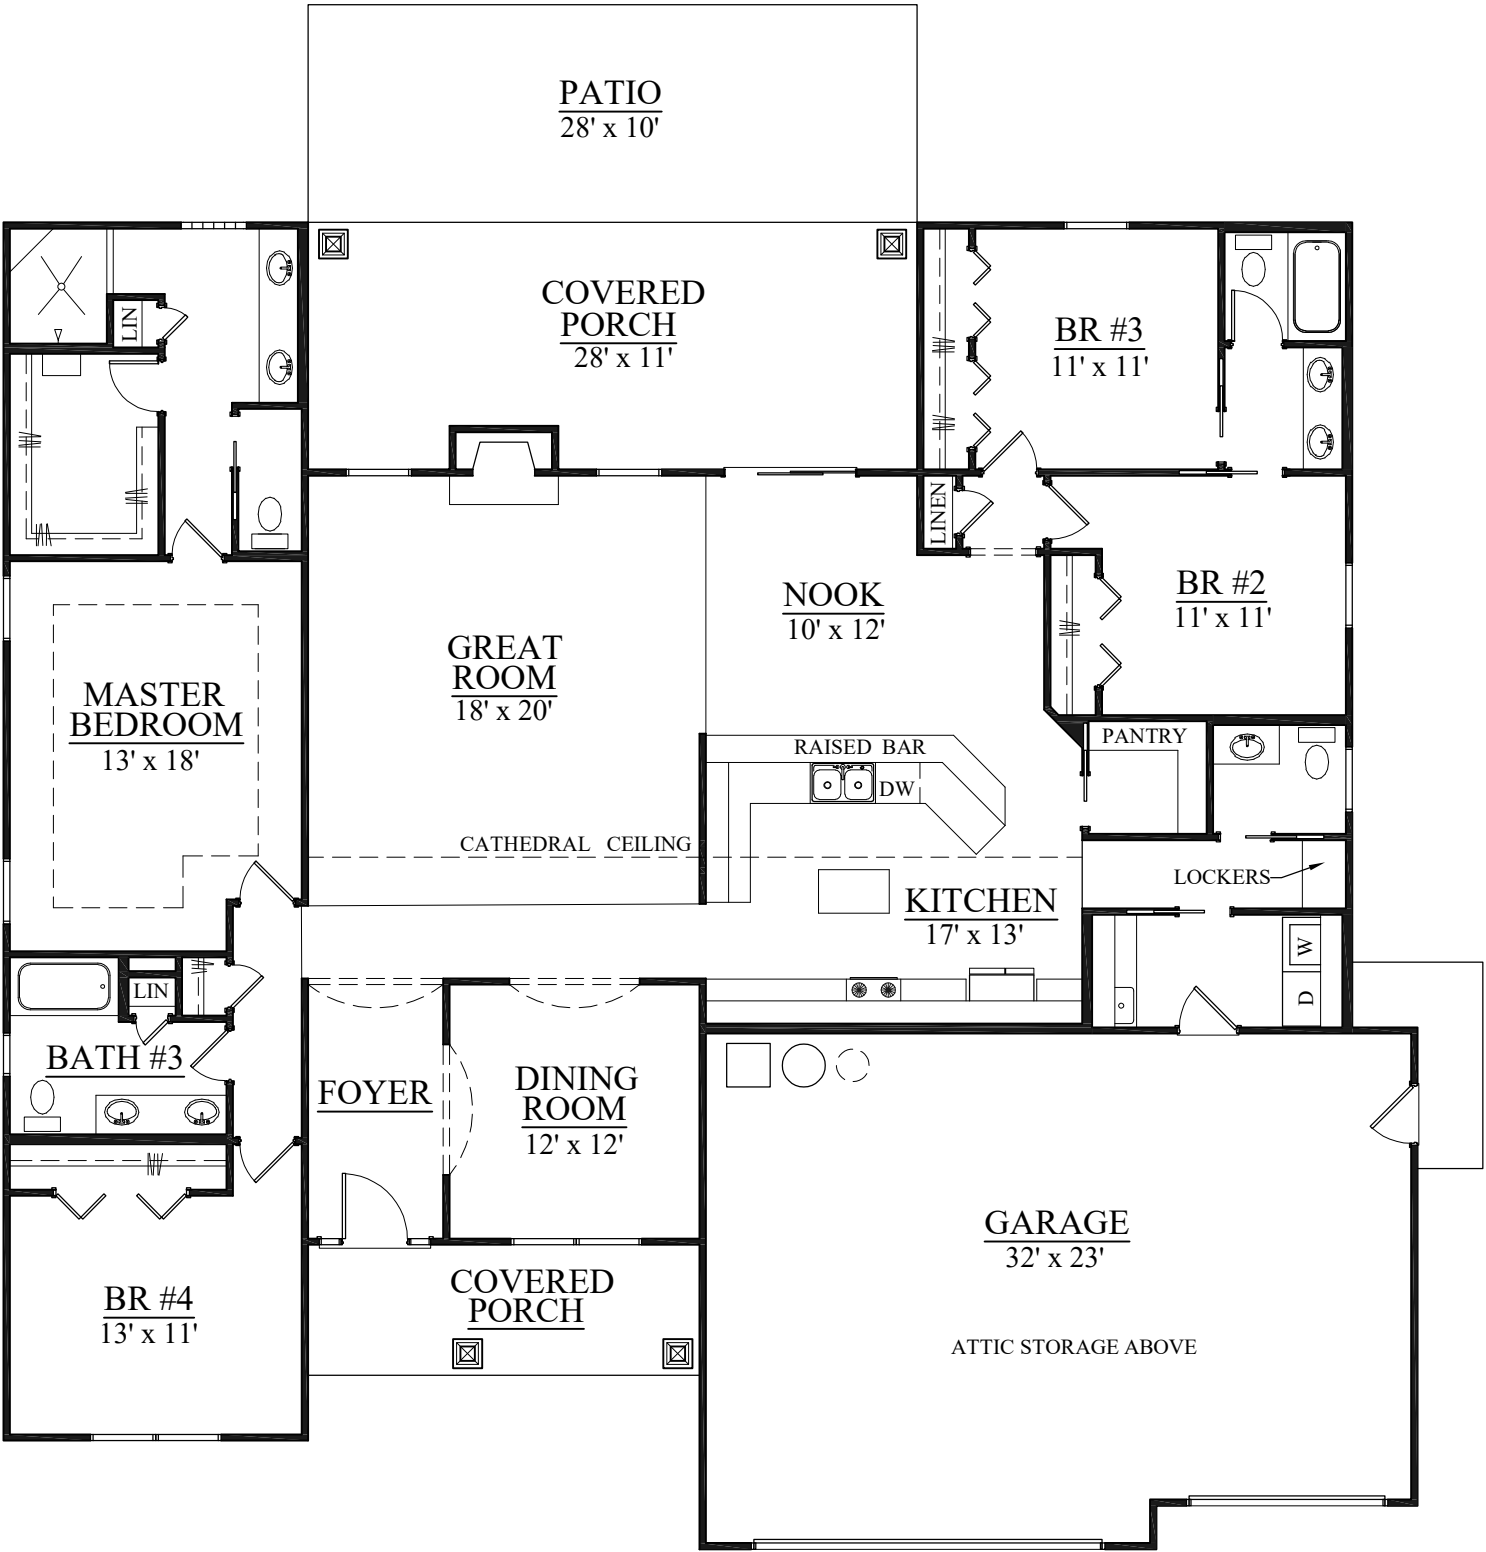 PATIO
28' x 10'
COVERED
PORCH
28' x 11'
LIN
BR #3
11' x 11'
LINEN
NOOK
10' x 12'
BR #2
11' x 11'
GREAT
ROOM
18' x 20'
MASTER
BEDROOM
13' x 18'
RAISED BAR
DW
PANTRY
CATHEDRAL CEILING
LOCKERS
KITCHEN
17' x 13'
W
D
LIN
BATH #3
FOYER
DINING
ROOM
12' x 12'
GARAGE
32' x 23'
COVERED
PORCH
BR #4
13' x 11'
ATTIC STORAGE ABOVE